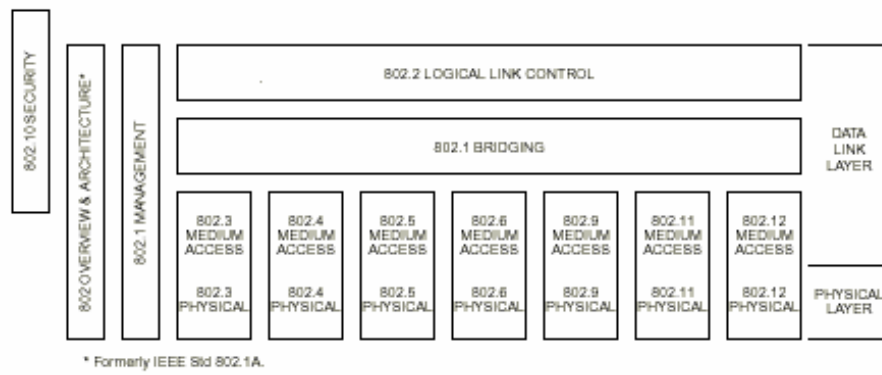 802.10 SECURITY
802 OVERVIEW & ARCHITECTURE*
802.1 MANAGEMENT
802.2 LOGICAL LINK CONTROL
802.1 BRIDGING
DATA
LINK
LAYER
802.3
MEDIUM
ACCESS
802.3
PHYSICAL
802.4
MEDIUM
ACCESS
802.4
PHYSICAL
802.5
MEDIUM
ACCESS
802.5
PHYSICAL
802.6
MEDIUM
ACCESS
802.6
PHYSICAL
802.9
MEDIUM
ACCESS
802.9
PHYSICAL
802.11
MEDIUM
ACCESS
802.11
PHYSICAL
802.12
MEDIUM
ACCESS
802.12
PHYSICAL
PHYSICAL
LAYER
* Formerly IEEE Std 802.1A.